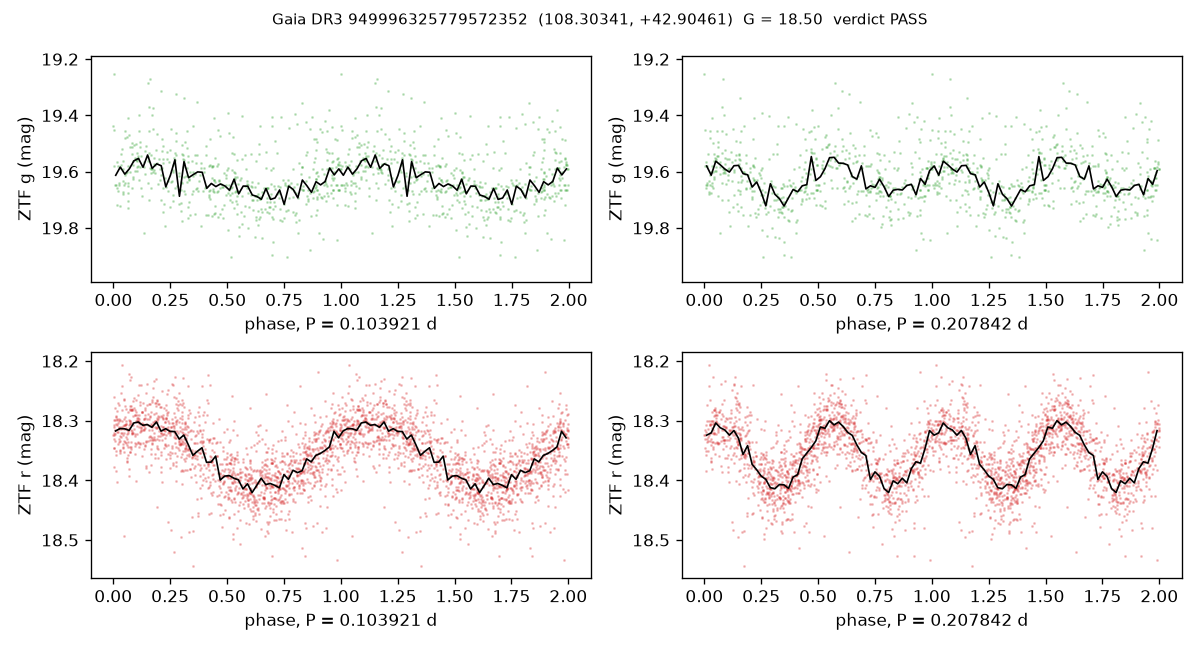 Gaia DR3 949996325779572352  (108.30341, +42.90461)  G = 18.50  verdict PASS
ZTF g (mag)
19.2
19.4
19.6
19.8
0.00 0.25 0.50 0.75 1.00 1.25 1.50 1.75 2.00
phase, P = 0.103921 d
ZTF g (mag)
19.2
19.4
19.6
19.8
0.00 0.25 0.50 0.75 1.00 1.25 1.50 1.75 2.00
phase, P = 0.207842 d
ZTF r (mag)
18.2
18.3
18.4
18.5
0.00 0.25 0.50 0.75 1.00 1.25 1.50 1.75 2.00
phase, P = 0.103921 d
ZTF r (mag)
18.2
18.3
18.4
18.5
0.00 0.25 0.50 0.75 1.00 1.25 1.50 1.75 2.00
phase, P = 0.207842 d